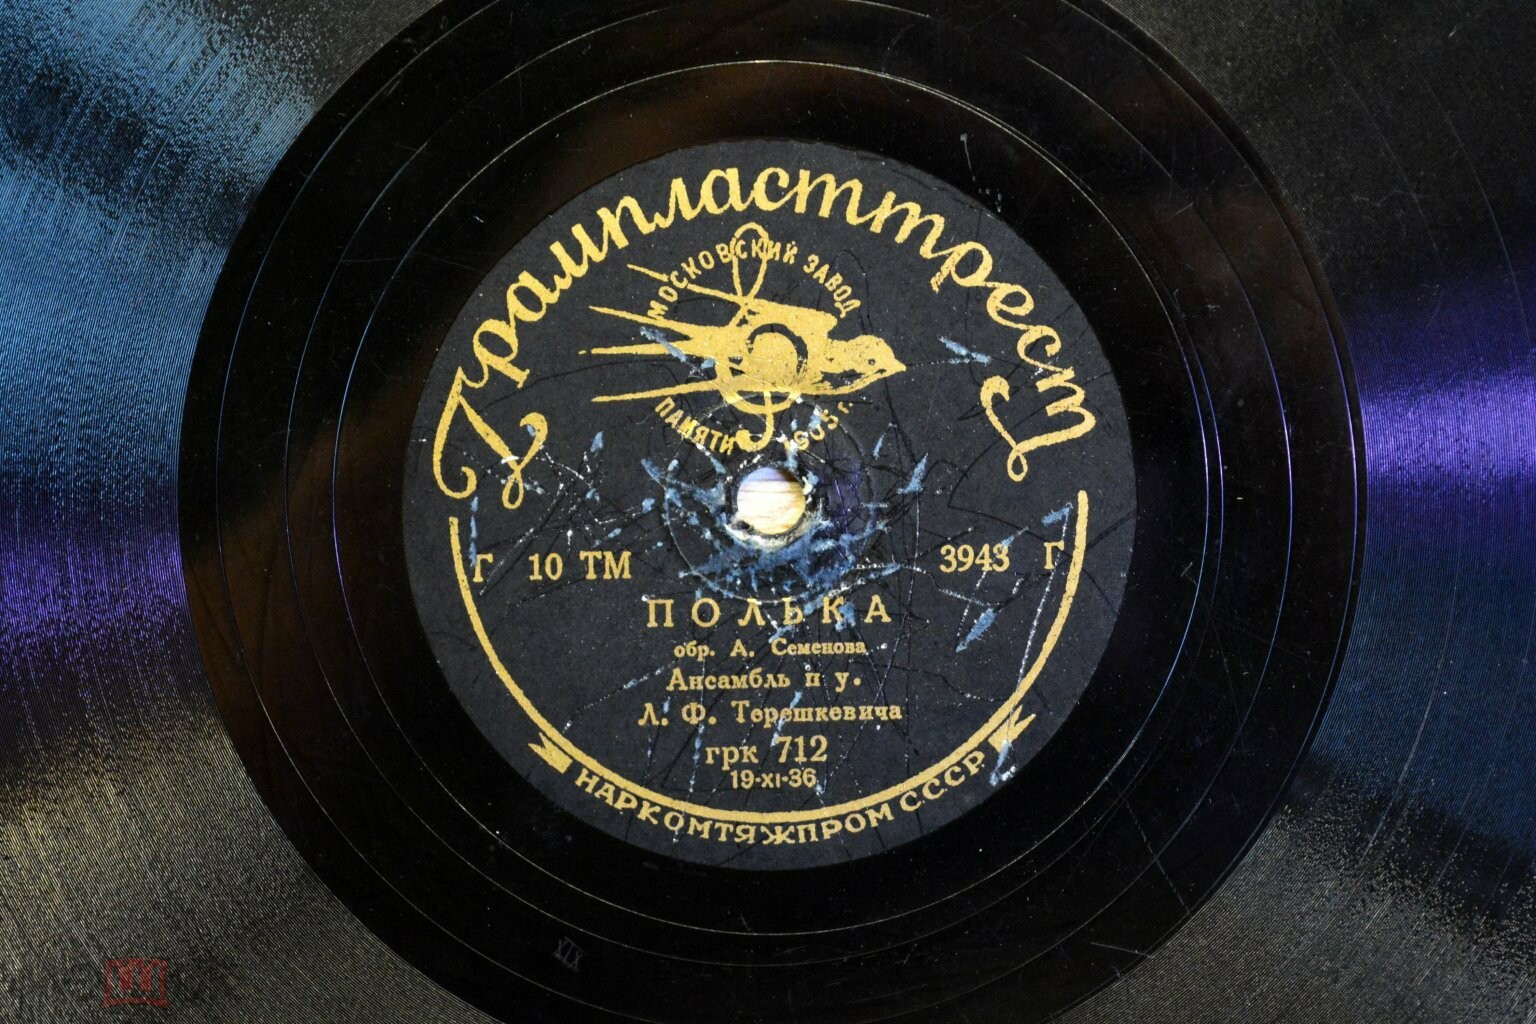 Грампласттрест
МОСКОВСКИЙ ЗАВОД
ПАМЯТИ 1905 г.
Г 10 ТМ 3943 Г
ПОЛЬКА
обр. А. Семенова
Ансамбль п у.
Л. Ф. Терешкевича
грк 712
19-XI-36
НАРКОМТЯЖПРОМ СССР
XIX